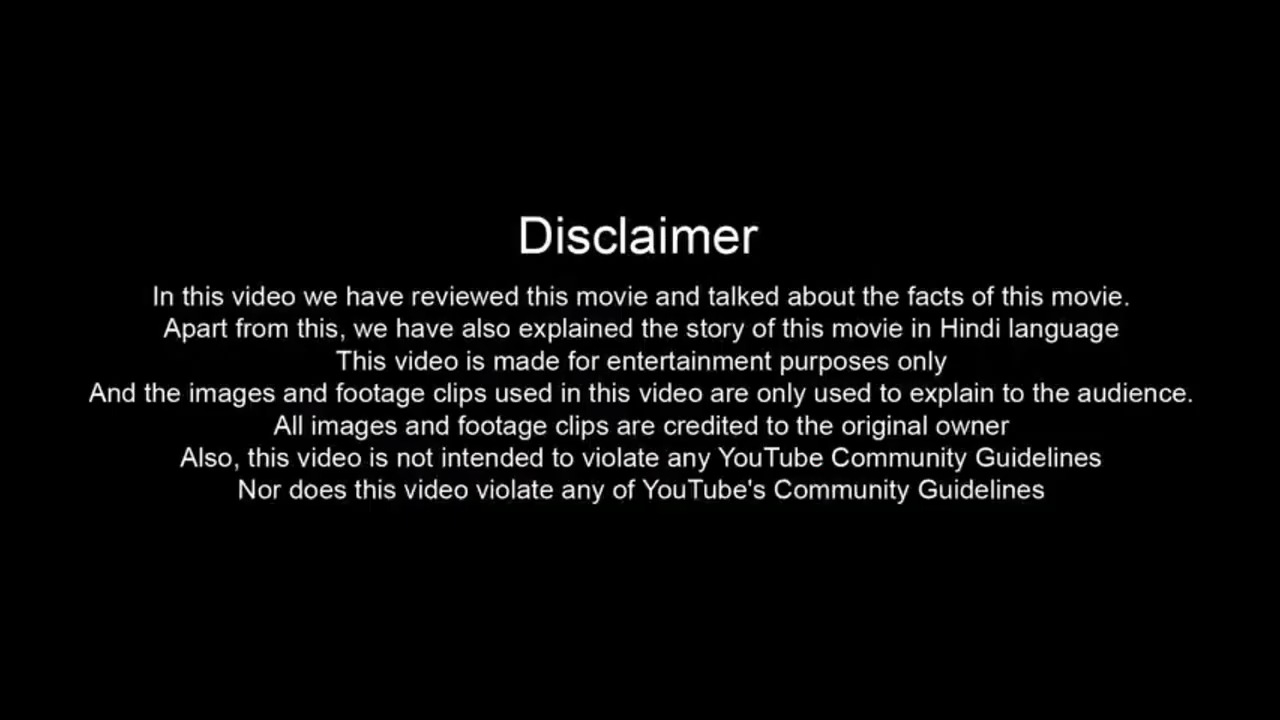 Disclaimer
In this video we have reviewed this movie and talked about the facts of this movie.
Apart from this, we have also explained the story of this movie in Hindi language
This video is made for entertainment purposes only
And the images and footage clips used in this video are only used to explain to the audience.
All images and footage clips are credited to the original owner
Also, this video is not intended to violate any YouTube Community Guidelines
Nor does this video violate any of YouTube's Community Guidelines